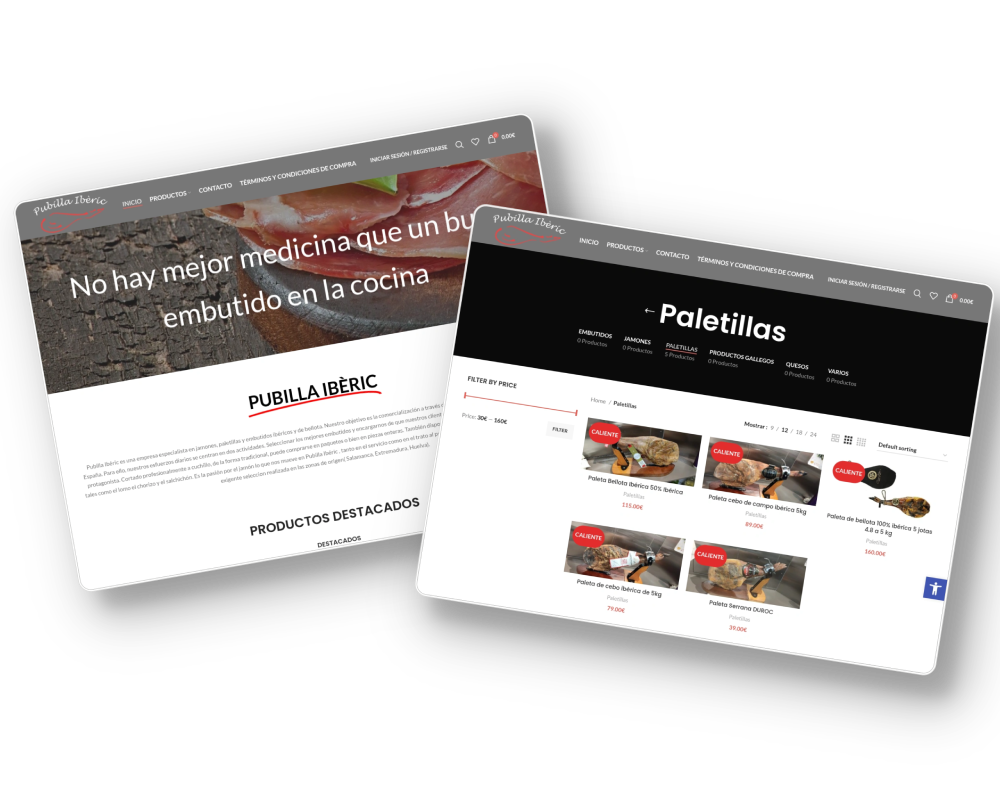 Pubilla Ibèric
INICIO PRODUCTOS CONTACTO TÉRMINOS Y CONDICIONES DE COMPRA INICIAR SESIÓN / REGISTRARSE 0.00€
No hay mejor medicina que un bu
embutido en la cocina
PUBILLA IBÈRIC
Pubilla Ibèric es una empresa especialista en jamones, paletillas y embutidos ibéricos y de bellota. Nuestro objetivo es la comercialización a través
España. Para ello, nuestros esfuerzos diarios se centran en dos actividades. Seleccionar los mejores embutidos y encargarnos de que nuestros
protagonista. Cortado profesionalmente a cuchillo, de la forma tradicional, puede comprarse en paquetes o bien en piezas enteras. También
tales como el lomo el chorizo y el salchichón. Es la pasión por el jamón lo que nos mueve en Pubilla Ibèric , tanto en el servicio como en el trato al
exigente selección realizada en las zonas de origen( Salamanca, Extremadura, Huelva).
PRODUCTOS DESTACADOS
DESTACADOS
Pubilla Ibèric
INICIO PRODUCTOS CONTACTO TÉRMINOS Y CONDICIONES DE COMPRA INICIAR SESIÓN / REGISTRARSE 0.00€
←Paletillas
EMBUTIDOS JAMONES PALETILLAS PRODUCTOS GALLEGOS QUESOS VARIOS
0 Productos 0 Productos 5 Productos 0 Productos 0 Productos 0 Productos
FILTER BY PRICE
Price: 30€ — 160€
FILTER
Home / Paletillas
Mostrar : 9 / 12 / 18 / 24
Default sorting
CALIENTE
Paleta Bellota Ibérica 50% Ibérica
Paletillas
115.00€
CALIENTE
Paleta cebo de campo Ibérica 5kg
Paletillas
89.00€
CALIENTE
Paleta de bellota 100% ibérica 5 jotas
4.8 a 5 kg
Paletillas
160.00€
CALIENTE
Paleta de cebo ibérica de 5kg
Paletillas
79.00€
CALIENTE
Paleta Serrana DUROC
Paletillas
39.00€